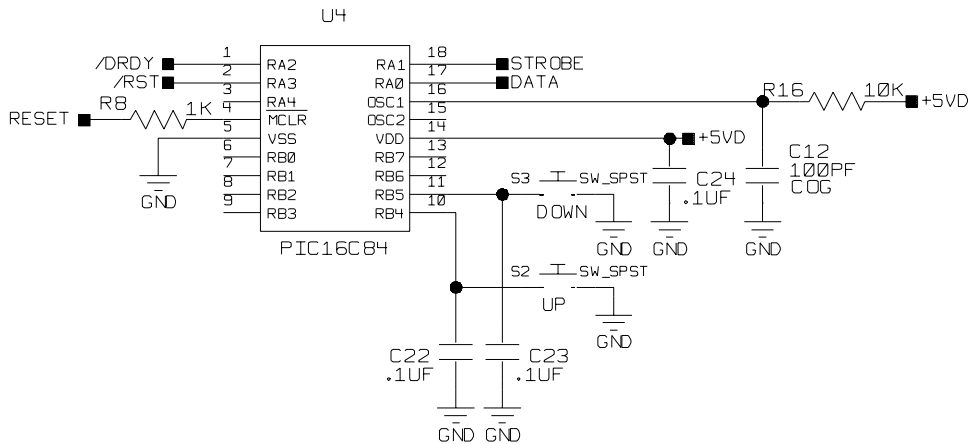 U4
/DRDY 1 RA2 RA1 18 STROBE
/RST 2 RA3 RA0 17 DATA
3 RA4 OSC1 16 R16 10K +5VD
RESET R8 1K 4 MCLR OSC2 15
5 VSS VDD 14 +5VD
6 RB0 RB7 13
7 RB1 RB6 12
8 RB2 RB5 11
9 RB3 RB4 10
GND
PIC16C84
S3 SW_SPST
DOWN
GND
C24
.1UF
GND
C12
100PF
COG
GND
S2 SW_SPST
UP
GND
C22
.1UF
GND
C23
.1UF
GND